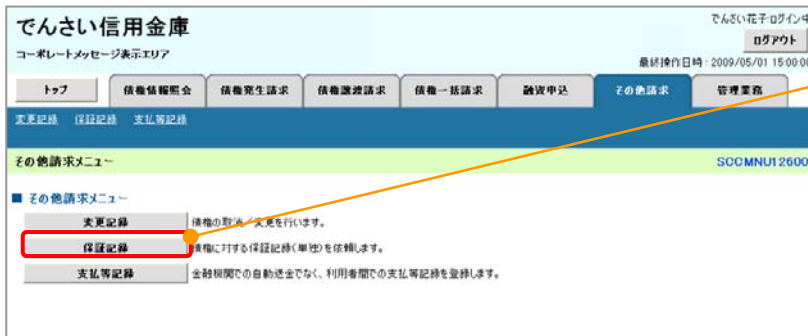 でんさい信用金庫
でんさい花子ログイン中
コーポレートメッセージ表示エリア
ログアウト
最終操作日時:2009/05/01 15:00:00
トップ 債権情報照会 債権発生請求 債権譲渡請求 債権一括請求 融資申込 その他請求 管理業務
変更記録 保証記録 支払等記録
その他請求メニュー SCCMNU12600
■ その他請求メニュー
変更記録 債権の取消/変更を行います。
保証記録 債権に対する保証記録(単独)を依頼します。
支払等記録 金融機関での自動送金でなく、利用者間での支払等記録を登録します。